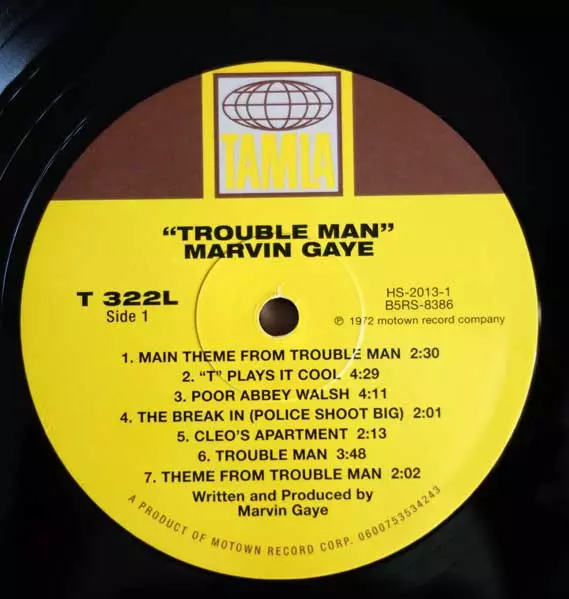 TAMLA
"TROUBLE MAN"
MARVIN GAYE
T 322L
Side 1
HS-2013-1
B5RS-8386
℗ 1972 motown record company
1. MAIN THEME FROM TROUBLE MAN 2:30
2. "T" PLAYS IT COOL 4:29
3. POOR ABBEY WALSH 4:11
4. THE BREAK IN (POLICE SHOOT BIG) 2:01
5. CLEO'S APARTMENT 2:13
6. TROUBLE MAN 3:48
7. THEME FROM TROUBLE MAN 2:02
Written and Produced by
Marvin Gaye
A PRODUCT OF MOTOWN RECORD CORP. 0600753534243